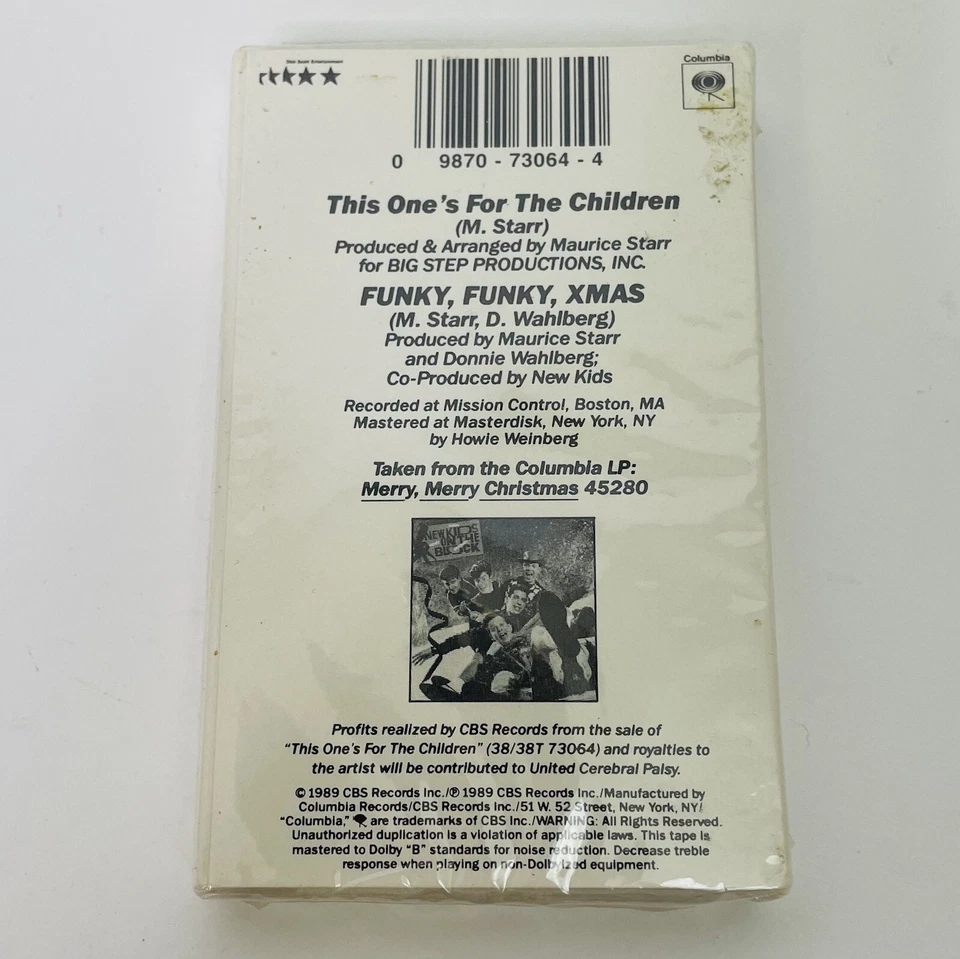 Dick Scott Entertainment
Columbia
0 9870 - 73064 - 4
This One's For The Children
(M. Starr)
Produced & Arranged by Maurice Starr
for BIG STEP PRODUCTIONS, INC.
FUNKY, FUNKY, XMAS
(M. Starr, D. Wahlberg)
Produced by Maurice Starr
and Donnie Wahlberg;
Co-Produced by New Kids
Recorded at Mission Control, Boston, MA
Mastered at Masterdisk, New York, NY
by Howie Weinberg
Taken from the Columbia LP:
Merry, Merry Christmas 45280
NEW KIDS
ON THE
BLOCK
Profits realized by CBS Records from the sale of
"This One's For The Children" (38/38T 73064) and royalties to
the artist will be contributed to United Cerebral Palsy.
© 1989 CBS Records Inc./℗ 1989 CBS Records Inc./Manufactured by
Columbia Records/CBS Records Inc./51 W. 52 Street, New York, NY/
"Columbia," are trademarks of CBS Inc./WARNING: All Rights Reserved.
Unauthorized duplication is a violation of applicable laws. This tape is
mastered to Dolby "B" standards for noise reduction. Decrease treble
response when playing on non-Dolbyized equipment.